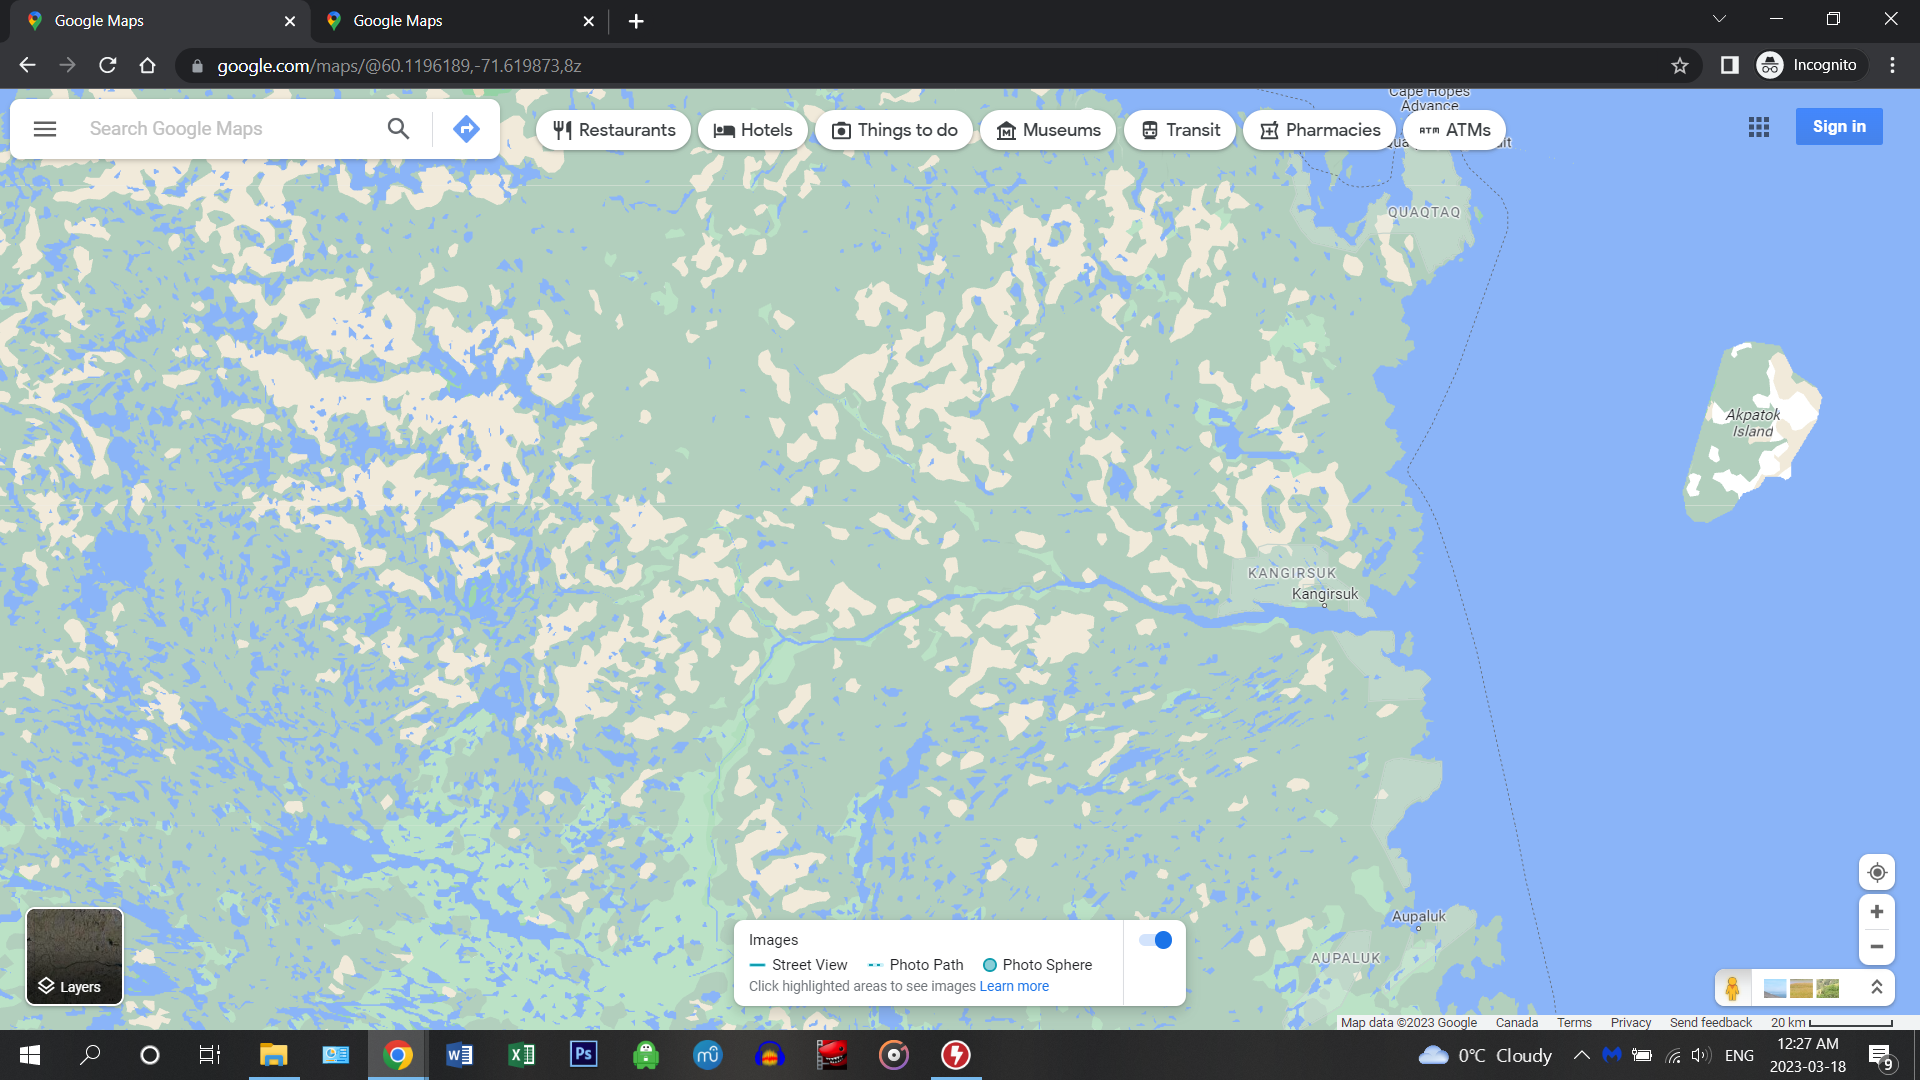 Google Maps
Google Maps
google.com/maps/@60.1196189,-71.619873,8z
Incognito
Search Google Maps
Restaurants
Hotels
Things to do
Museums
Transit
Pharmacies
ATM ATMs
Sign in
Cape Hopes
Advance
QUAQTAQ
Akpatok
Island
KANGIRSUK
Kangirsuk
Aupaluk
AUPALUK
Layers
Images
Street View
Photo Path
Photo Sphere
Click highlighted areas to see images Learn more
Map data ©2023 Google
Canada
Terms
Privacy
Send feedback
20 km
W
X
Ps
0°C Cloudy
ENG
12:27 AM
2023-03-18
9